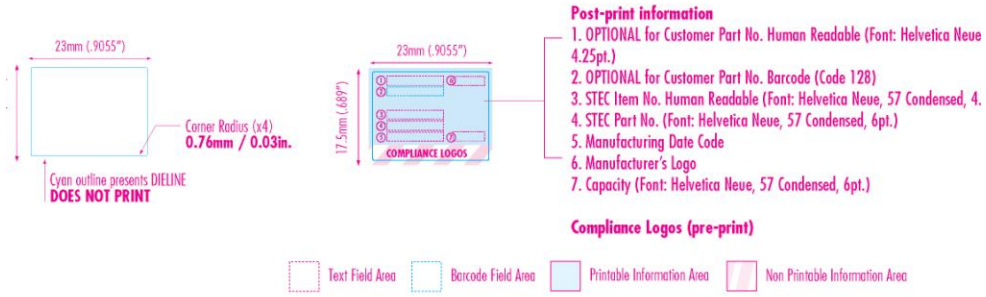 23mm (.9055")
Corner Radius (x4)
0.76mm / 0.03in.
Cyan outline presents DIELINE
DOES NOT PRINT
23mm (.9055")
17.5mm (.689")
1
2
3
4
5
6
7
COMPLIANCE LOGOS
Post-print information
1. OPTIONAL for Customer Part No. Human Readable (Font: Helvetica Neue
4.25pt.)
2. OPTIONAL for Customer Part No. Barcode (Code 128)
3. STEC Item No. Human Readable (Font: Helvetica Neue, 57 Condensed, 4.
4. STEC Part No. (Font: Helvetica Neue, 57 Condensed, 6pt.)
5. Manufacturing Date Code
6. Manufacturer's Logo
7. Capacity (Font: Helvetica Neue, 57 Condensed, 6pt.)
Compliance Logos (pre-print)
Text Field Area
Barcode Field Area
Printable Information Area
Non Printable Information Area